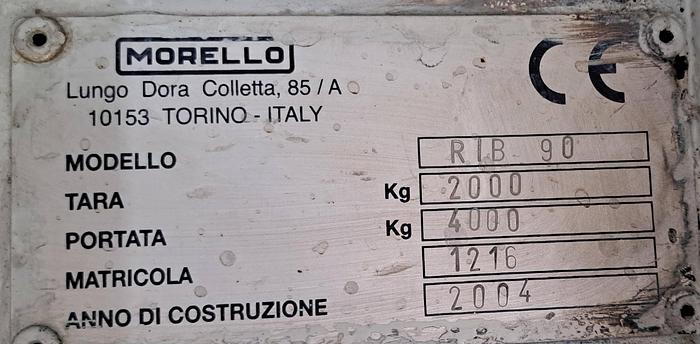 MORELLO
Lungo Dora Colletta, 85 / A
10153 TORINO - ITALY
CE
MODELLO RIB 90
TARA Kg 2000
PORTATA Kg 4000
MATRICOLA 1216
ANNO DI COSTRUZIONE 2004